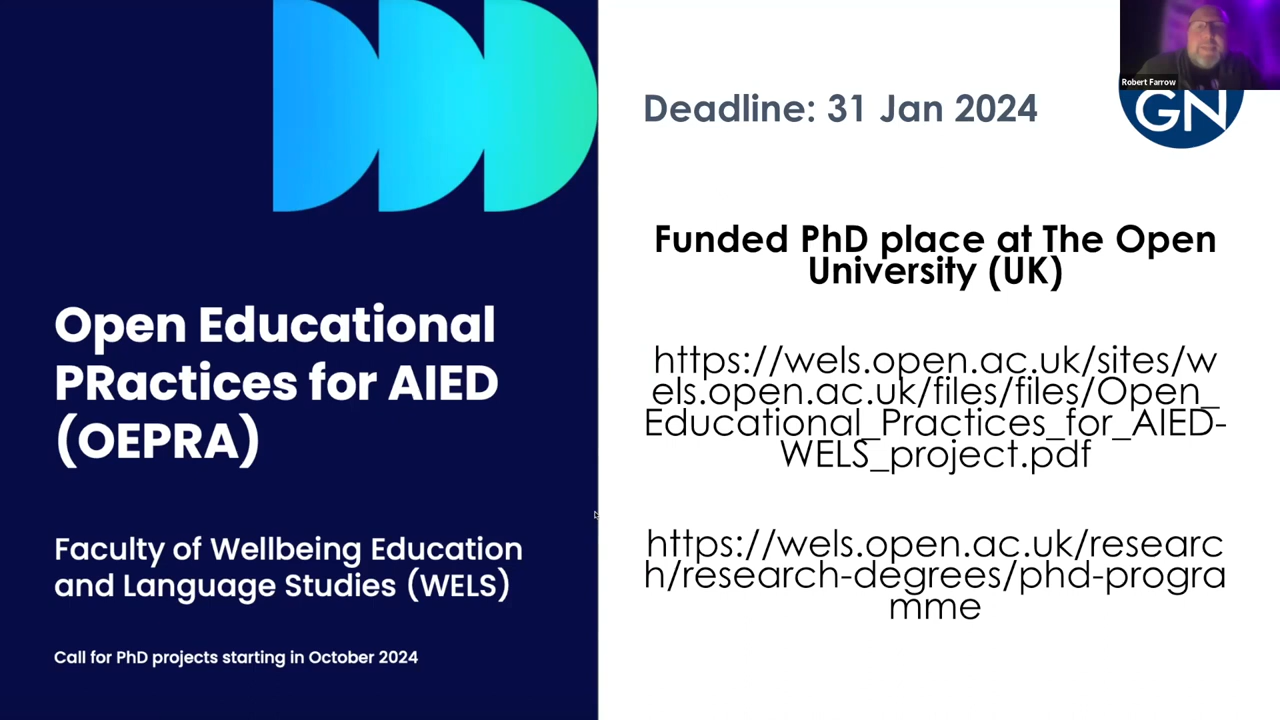 Open Educational
PRactices for AIED
(OEPRA)
Faculty of Wellbeing Education
and Language Studies (WELS)
Call for PhD projects starting in October 2024
Deadline: 31 Jan 2024
Robert Farrow
GN
Funded PhD place at The Open
University (UK)
https://wels.open.ac.uk/sites/w
els.open.ac.uk/files/files/Open_
Educational_Practices_for_AIED-
WELS_project.pdf
https://wels.open.ac.uk/researc
h/research-degrees/phd-progra
mme